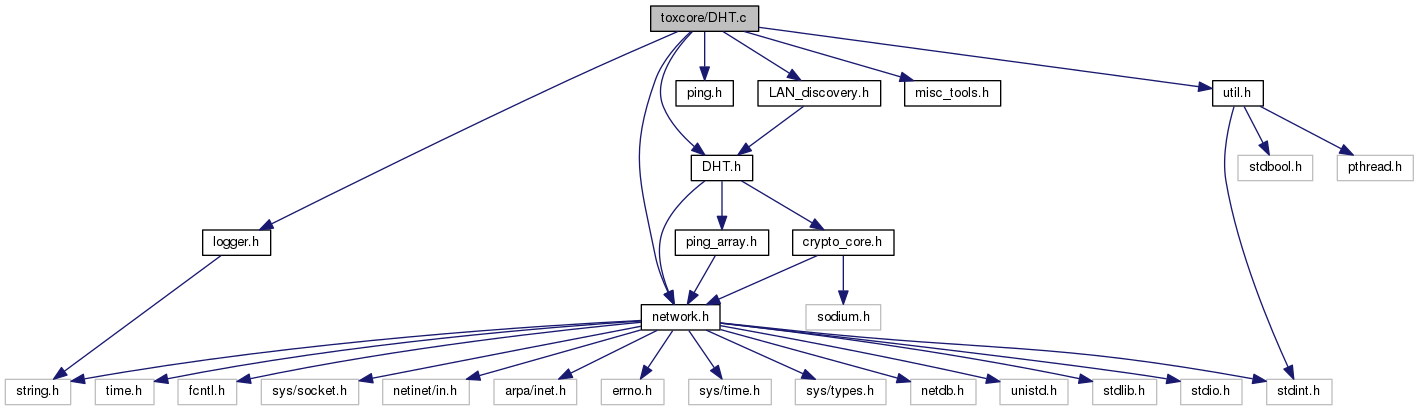 toxcore/DHT.c
ping.h
LAN_discovery.h
misc_tools.h
util.h
DHT.h
stdbool.h
pthread.h
logger.h
ping_array.h
crypto_core.h
network.h
sodium.h
string.h
time.h
fcntl.h
sys/socket.h
netinet/in.h
arpa/inet.h
errno.h
sys/time.h
sys/types.h
netdb.h
unistd.h
stdlib.h
stdio.h
stdint.h